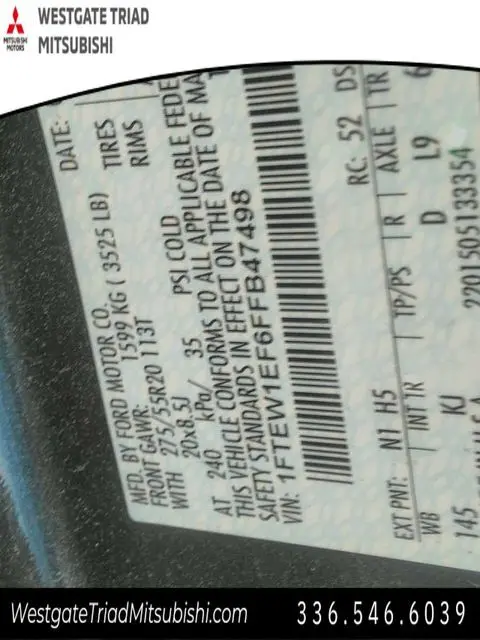 WESTGATE TRIAD
MITSUBISHI
MITSUBISHI
MOTORS
MFD. BY FORD MOTOR CO.
DATE:
FRONT GAWR: 1599 KG ( 3525 LB)
WITH 275/55R20 113T TIRES
20x8.5J RIMS
AT 240 kPa/ 35 PSI COLD
THIS VEHICLE CONFORMS TO ALL APPLICABLE FEDE
SAFETY STANDARDS IN EFFECT ON THE DATE OF MA
VIN: 1FTEW1EF6FFB47498
RC: 52 DS
EXT PNT: N1 H5
WB | INT TR | TP/PS | R | AXLE | TR
145 KJ D L9 6
2201505133354
WestgateTriadMitsubishi.com
336.546.6039